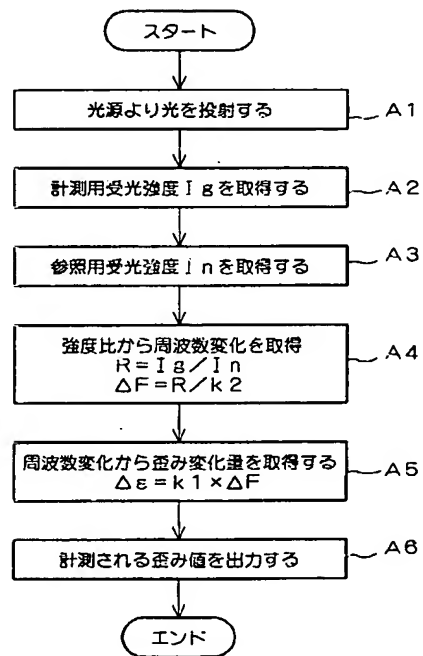 スタート
光源より光を投射する
A1
計測用受光強度Igを取得する
A2
参照用受光強度Inを取得する
A3
強度比から周波数変化を取得
R=Ig/In
ΔF=R/k2
A4
周波数変化から歪み変化量を取得する
Δε=k1×ΔF
A5
計測される歪み値を出力する
A6
エンド